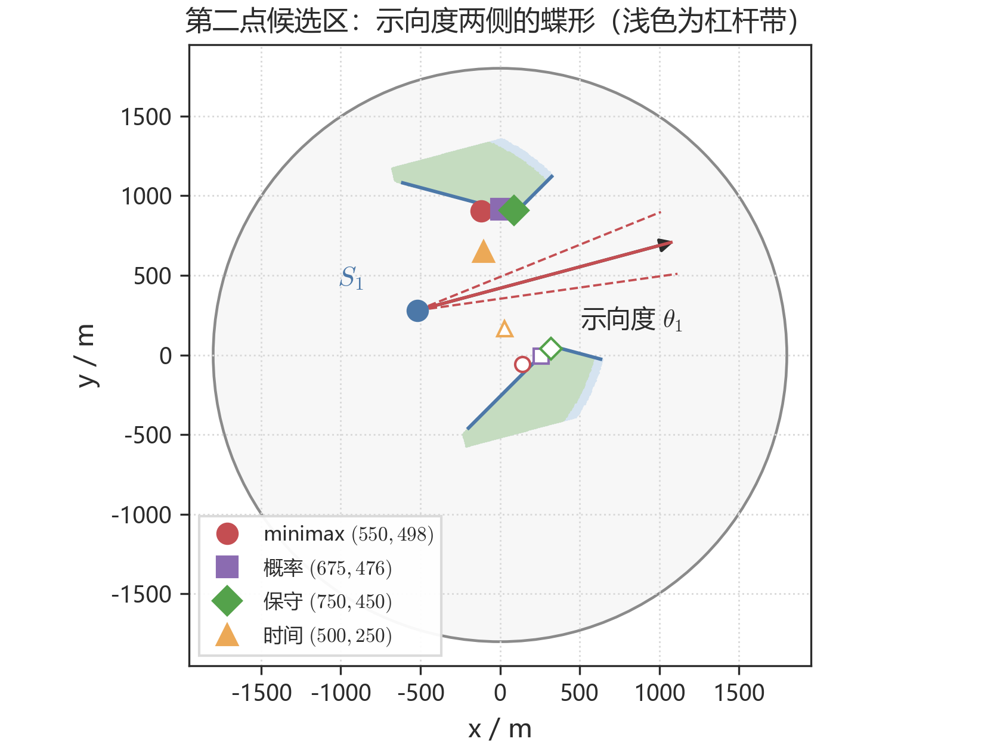 第二点候选区：示向度两侧的蝶形（浅色为杠杆带）
y / m
1500
1000
500
0
-500
-1000
-1500
S₁
示向度 θ₁
minimax (550, 498)
概率 (675, 476)
保守 (750, 450)
时间 (500, 250)
-1500 -1000 -500 0 500 1000 1500
x / m